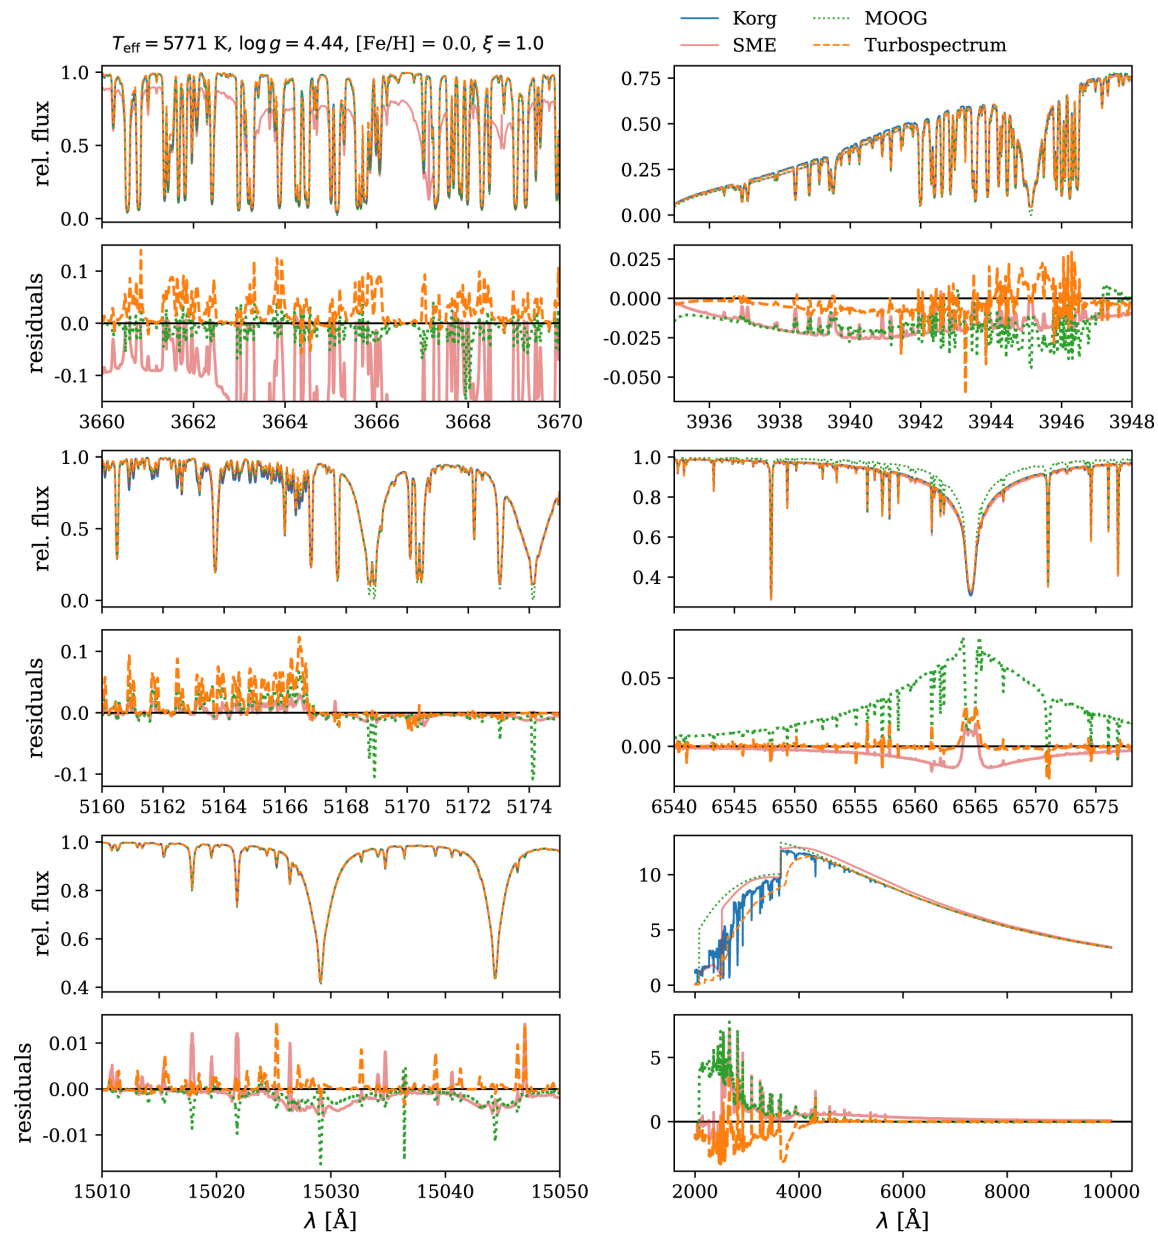 Korg
SME
MOOG
Turbospectrum
T_eff = 5771 K, log g = 4.44, [Fe/H] = 0.0, ξ = 1.0
rel. flux
1.0
0.5
0.0
0.75
0.50
0.25
0.00
residuals
0.1
0.0
-0.1
3660 3662 3664 3666 3668 3670
0.025
0.000
-0.025
-0.050
3936 3938 3940 3942 3944 3946 3948
rel. flux
1.0
0.5
0.0
1.0
0.8
0.6
0.4
residuals
0.1
0.0
-0.1
5160 5162 5164 5166 5168 5170 5172 5174
0.05
0.00
6540 6545 6550 6555 6560 6565 6570 6575
rel. flux
1.0
0.8
0.6
0.4
10
5
0
residuals
0.01
0.00
-0.01
15010 15020 15030 15040 15050
λ [Å]
5
0
2000 4000 6000 8000 10000
λ [Å]